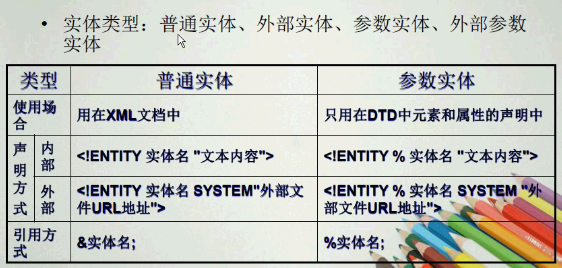 • 实体类型：普通实体、外部实体、参数实体、外部参数
实体
类型 普通实体 参数实体
使用场合 用在XML文档中 只用在DTD中元素和属性的声明中
声明方式 内部 <!ENTITY 实体名 "文本内容"> <!ENTITY % 实体名 "文本内容">
外部 <!ENTITY 实体名 SYSTEM"外部文件URL地址"> <!ENTITY % 实体名 SYSTEM "外部文件URL地址">
引用方式 &实体名; %实体名;